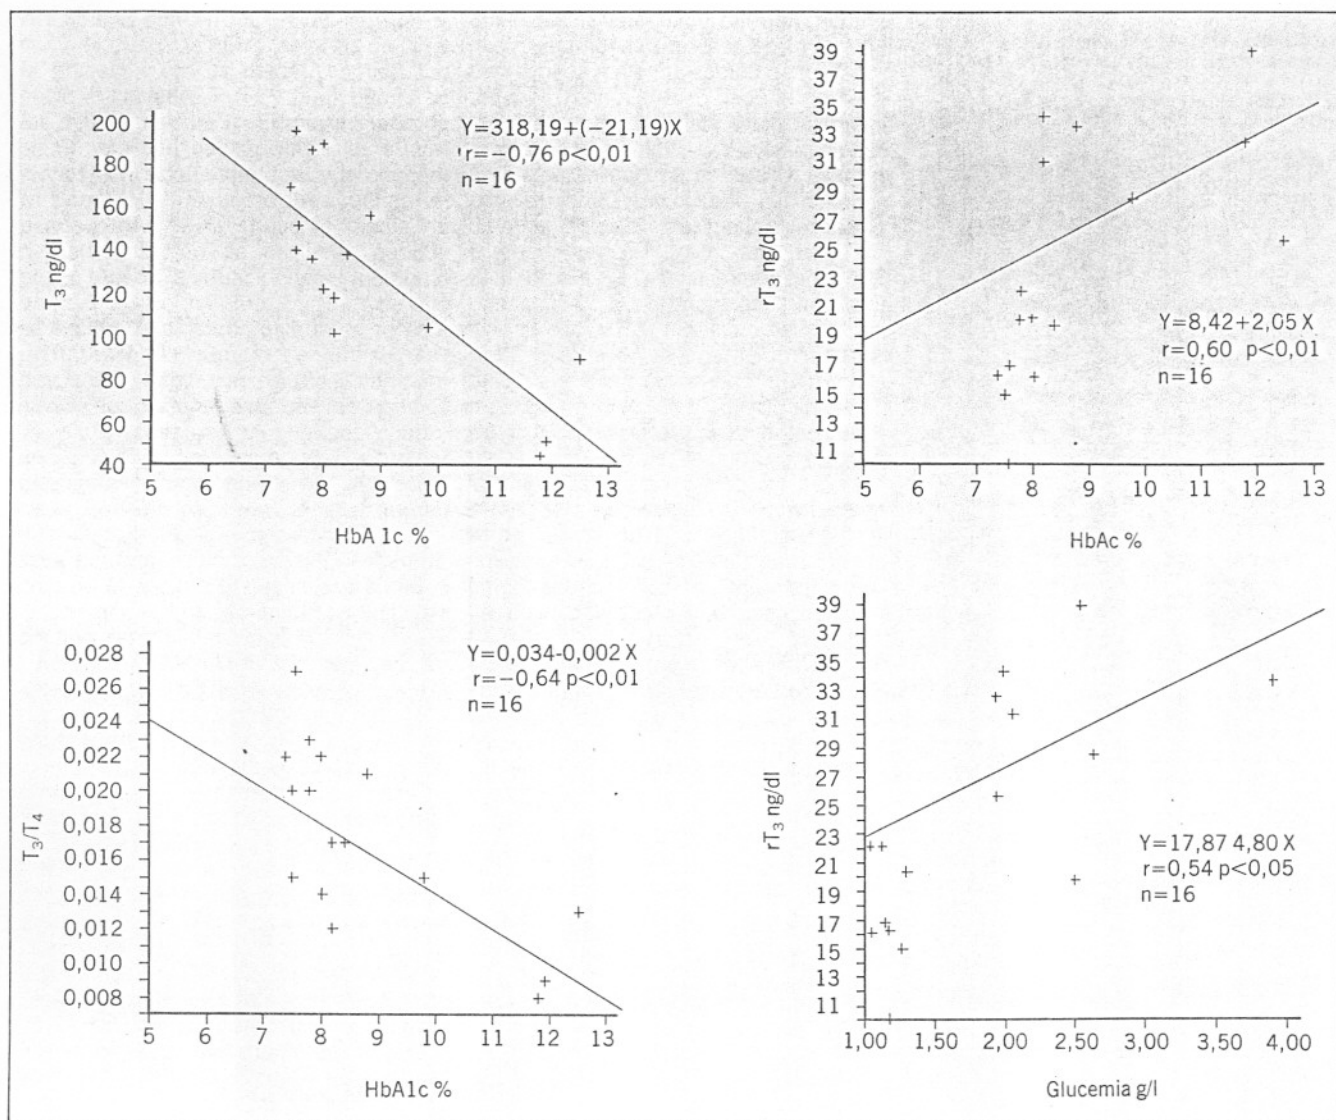 200
180
160
140
120
100
80
60
40
T₃ ng/dl
Y=318,19+(-21,19)X
r=-0,76 p<0,01
n=16
5 6 7 8 9 10 11 12 13
HbA 1c %
39
37
35
33
31
29
27
25
23
21
19
17
15
13
11
rT₃ ng/dl
Y=8,42+2,05 X
r=0,60 p<0,01
n=16
5 6 7 8 9 10 11 12 13
HbAc %
0,028
0,026
0,024
0,022
0,020
0,018
0,016
0,014
0,012
0,010
0,008
T₃/T₄
Y=0,034-0,002 X
r=-0,64 p<0,01
n=16
5 6 7 8 9 10 11 12 13
HbA1c %
39
37
35
33
31
29
27
25
23
21
19
17
15
13
11
rT₃ ng/dl
Y=17,87 4,80 X
r=0,54 p<0,05
n=16
1,00 1,50 2,00 2,50 3,00 3,50 4,00
Glucemia g/l